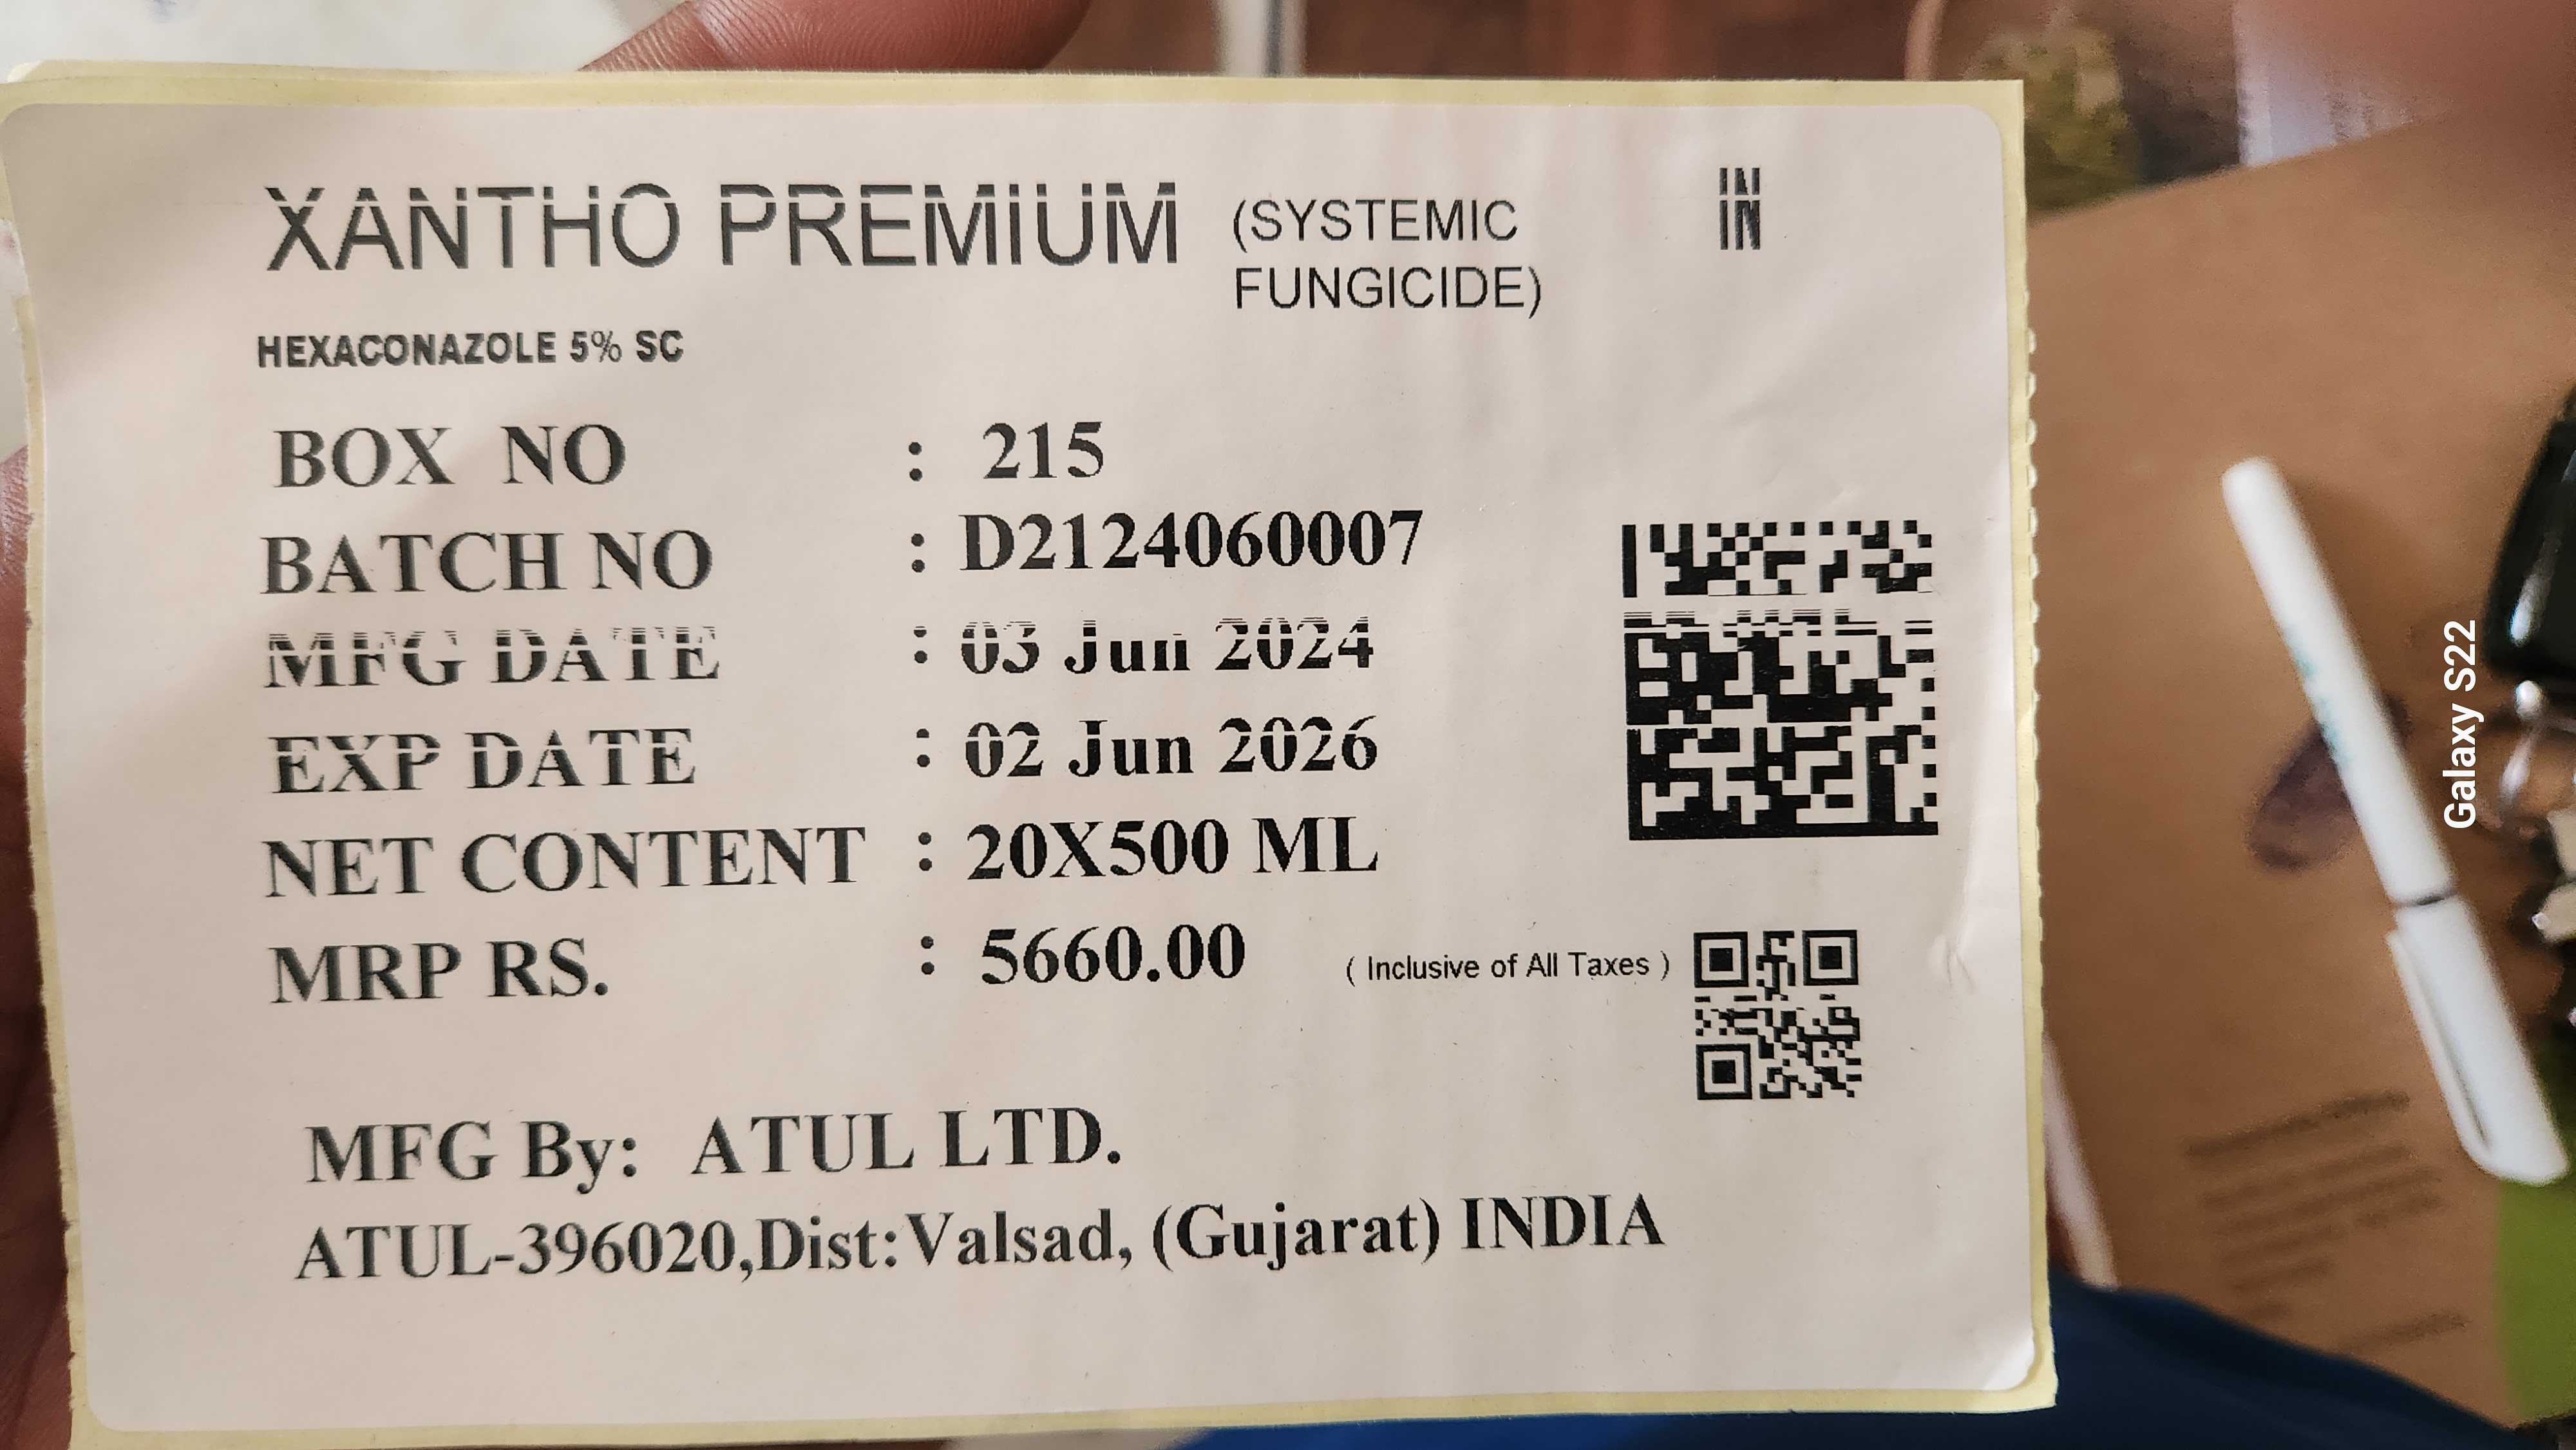 XANTHO PREMIUM (SYSTEMIC
FUNGICIDE)
IN
HEXACONAZOLE 5% SC
BOX NO : 215
BATCH NO : D2124060007
MFG DATE : 03 Jun 2024
EXP DATE : 02 Jun 2026
NET CONTENT : 20X500 ML
MRP RS. : 5660.00 ( Inclusive of All Taxes )
MFG By: ATUL LTD.
ATUL-396020,Dist:Valsad, (Gujarat) INDIA
Galaxy S22